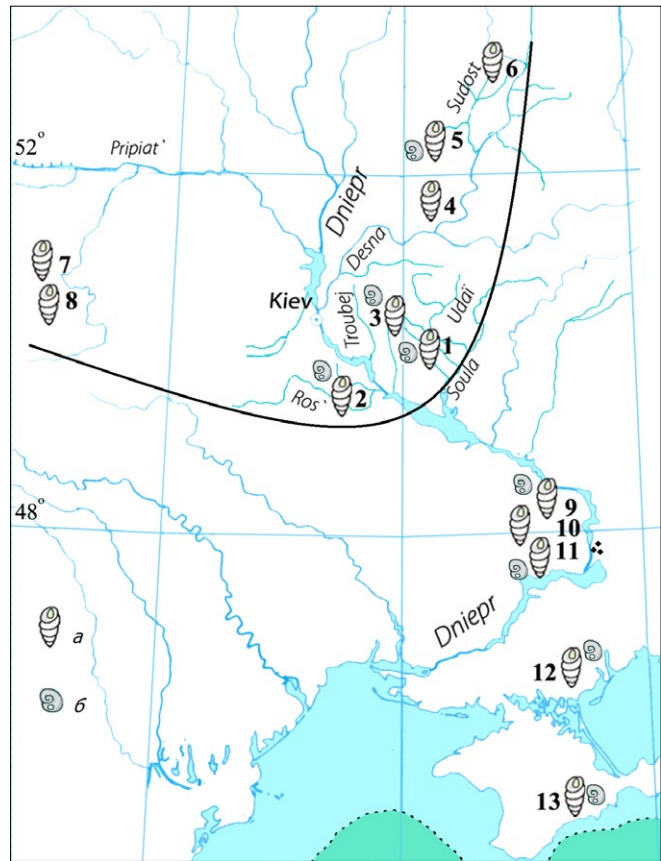 6
Sudost
5
52°
Pripiat`
Dniepr
4
Desna
7
8
Kiev
Troubej
3
Udaï
1
Soula
Ros`
2
9
48°
10
11
Dniepr
a
12
б
13